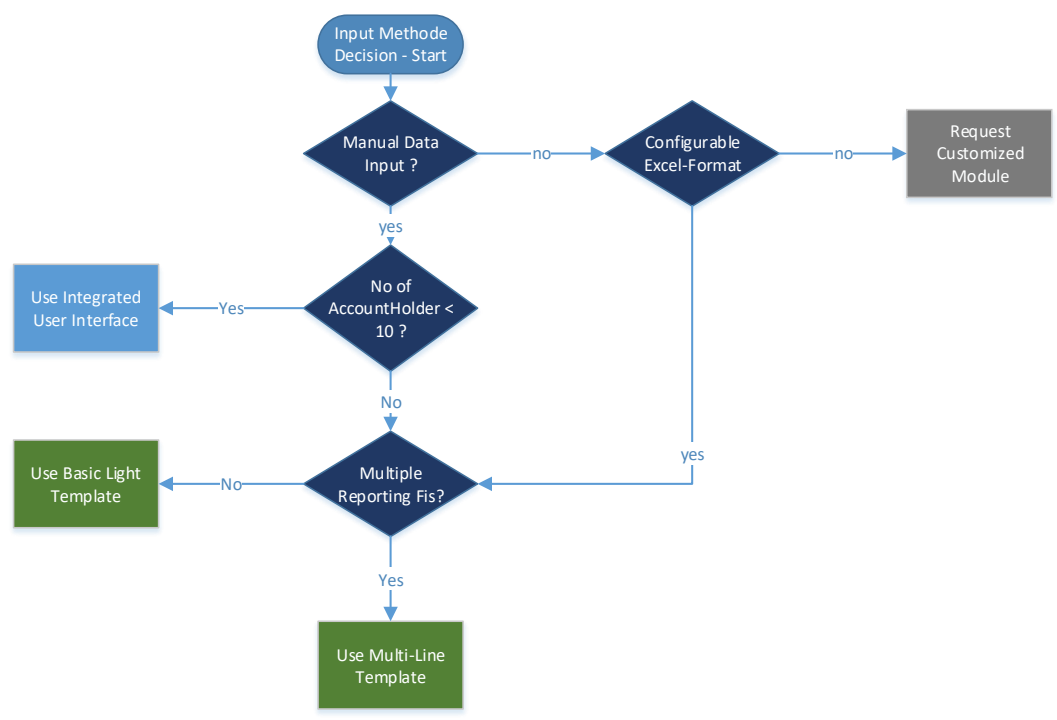 Input Methode
Decision - Start
Manual Data
Input ?
no
Configurable
Excel-Format
no
Request
Customized
Module
yes
No of
AccountHolder <
10 ?
Yes
Use Integrated
User Interface
No
yes
Multiple
Reporting Fis?
No
Use Basic Light
Template
Yes
Use Multi-Line
Template